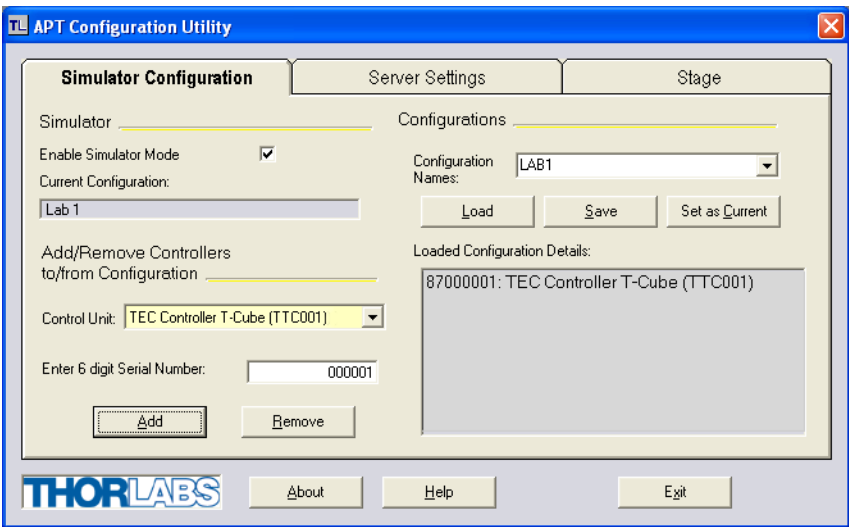 TL APT Configuration Utility
Simulator Configuration
Server Settings
Stage
Simulator
Enable Simulator Mode
Current Configuration:
Lab 1
Add/Remove Controllers
to/from Configuration
Control Unit: TEC Controller T-Cube (TTC001)
Enter 6 digit Serial Number: 000001
Add
Remove
Configurations
Configuration
Names:
LAB1
Load
Save
Set as Current
Loaded Configuration Details:
87000001: TEC Controller T-Cube (TTC001)
THORLABS
About
Help
Exit